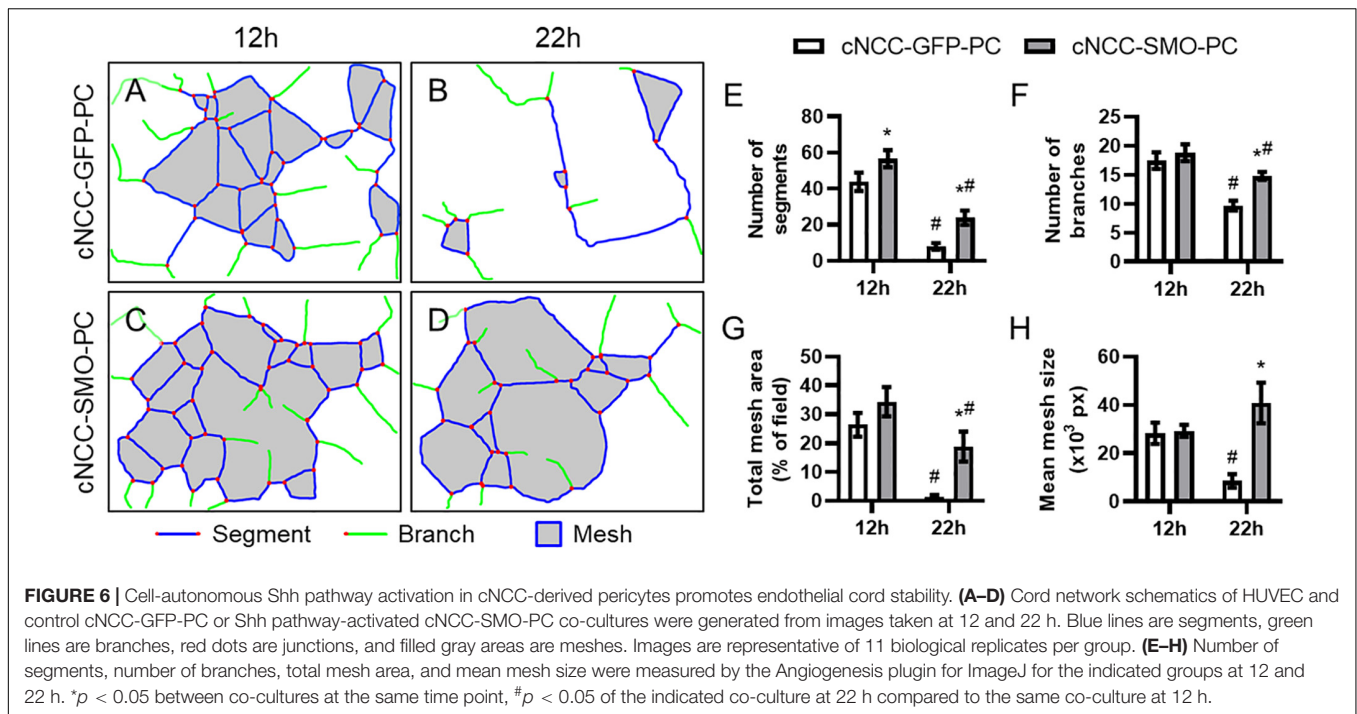 12h
22h
cNCC-GFP-PC
cNCC-SMO-PC
A
B
C
D
Segment
Branch
Mesh
cNCC-GFP-PC
cNCC-SMO-PC
E
Number of
segments
80
60
40
20
0
*
#
*#
12h
22h
F
Number of
branches
25
20
15
10
5
0
#
*#
12h
22h
G
Total mesh area
(% of field)
50
40
30
20
10
0
#
*#
12h
22h
H
Mean mesh size
(x10³ px)
60
40
20
0
#
*
12h
22h
FIGURE 6 | Cell-autonomous Shh pathway activation in cNCC-derived pericytes promotes endothelial cord stability. (A–D) Cord network schematics of HUVEC and
control cNCC-GFP-PC or Shh pathway-activated cNCC-SMO-PC co-cultures were generated from images taken at 12 and 22 h. Blue lines are segments, green
lines are branches, red dots are junctions, and filled gray areas are meshes. Images are representative of 11 biological replicates per group. (E–H) Number of
segments, number of branches, total mesh area, and mean mesh size were measured by the Angiogenesis plugin for ImageJ for the indicated groups at 12 and
22 h. *p < 0.05 between co-cultures at the same time point, #p < 0.05 of the indicated co-culture at 22 h compared to the same co-culture at 12 h.